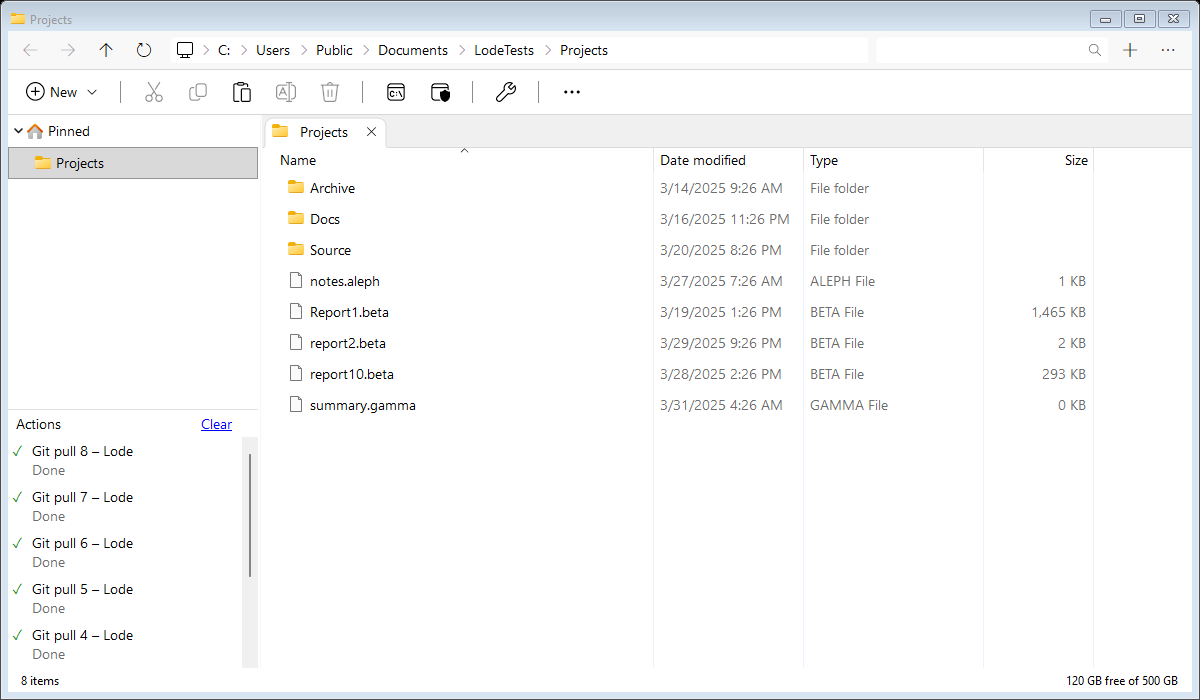 Projects
C: Users Public Documents LodeTests Projects
New
Pinned
Projects
Projects
Name Date modified Type Size
Archive 3/14/2025 9:26 AM File folder
Docs 3/16/2025 11:26 PM File folder
Source 3/20/2025 8:26 PM File folder
notes.aleph 3/27/2025 7:26 AM ALEPH File 1 KB
Report1.beta 3/19/2025 1:26 PM BETA File 1,465 KB
report2.beta 3/29/2025 9:26 PM BETA File 2 KB
report10.beta 3/28/2025 2:26 PM BETA File 293 KB
summary.gamma 3/31/2025 4:26 AM GAMMA File 0 KB
Actions Clear
Git pull 8 – Lode
Done
Git pull 7 – Lode
Done
Git pull 6 – Lode
Done
Git pull 5 – Lode
Done
Git pull 4 – Lode
Done
8 items 120 GB free of 500 GB